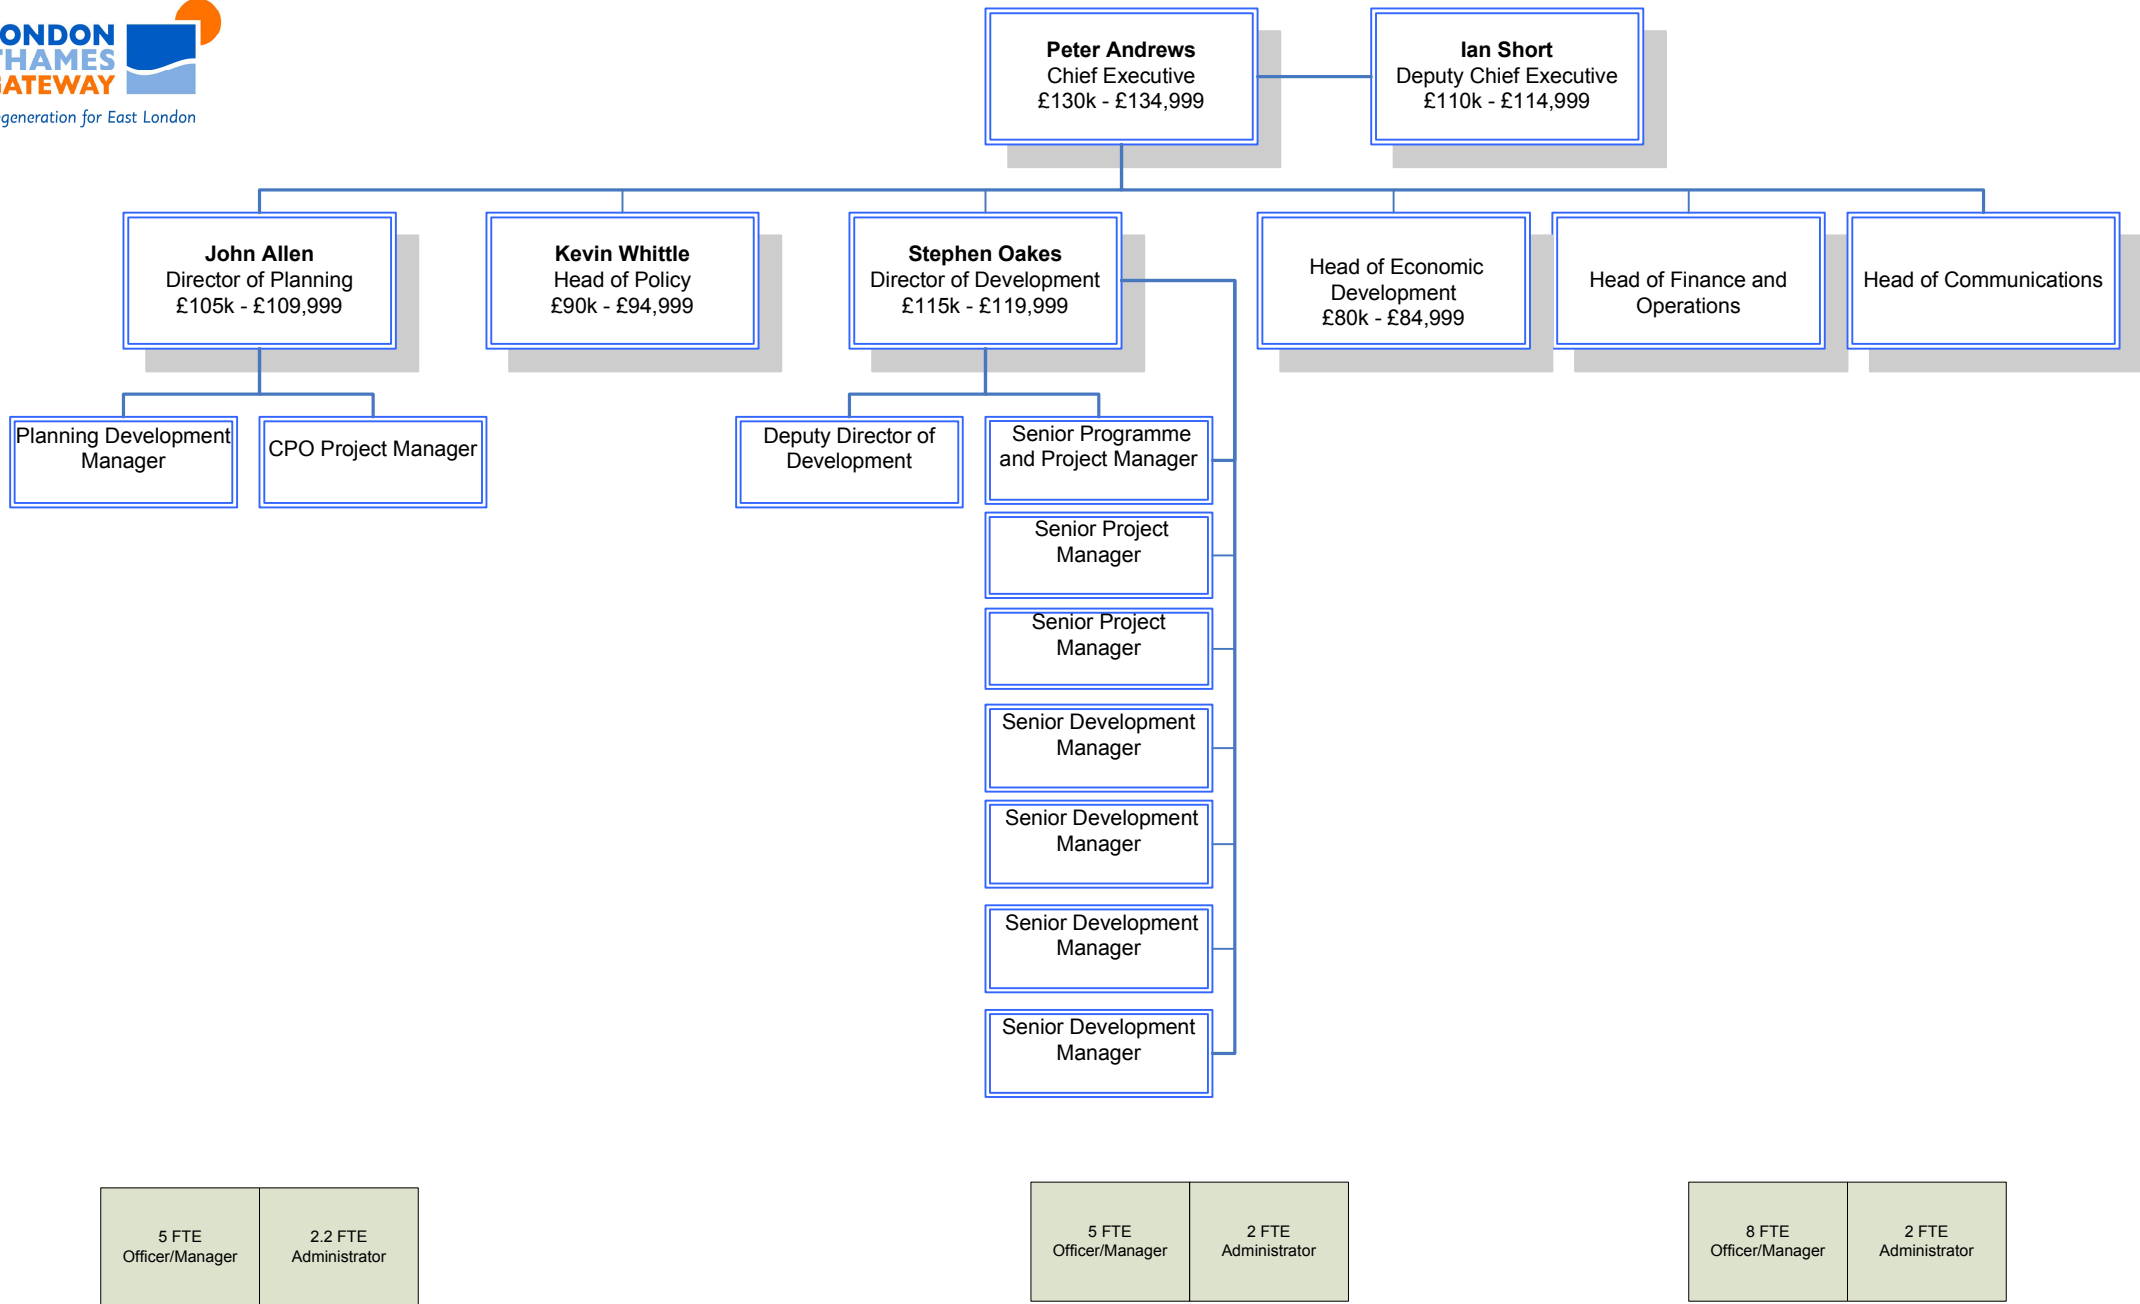 ONDON
THAMES
GATEWAY
egeneration for East London
Peter Andrews
Chief Executive
£130k - £134,999
Ian Short
Deputy Chief Executive
£110k - £114,999
John Allen
Director of Planning
£105k - £109,999
Kevin Whittle
Head of Policy
£90k - £94,999
Stephen Oakes
Director of Development
£115k - £119,999
Head of Economic
Development
£80k - £84,999
Head of Finance and
Operations
Head of Communications
Planning Development
Manager
CPO Project Manager
Deputy Director of
Development
Senior Programme
and Project Manager
Senior Project
Manager
Senior Project
Manager
Senior Development
Manager
Senior Development
Manager
Senior Development
Manager
Senior Development
Manager
5 FTE
Officer/Manager
2.2 FTE
Administrator
5 FTE
Officer/Manager
2 FTE
Administrator
8 FTE
Officer/Manager
2 FTE
Administrator